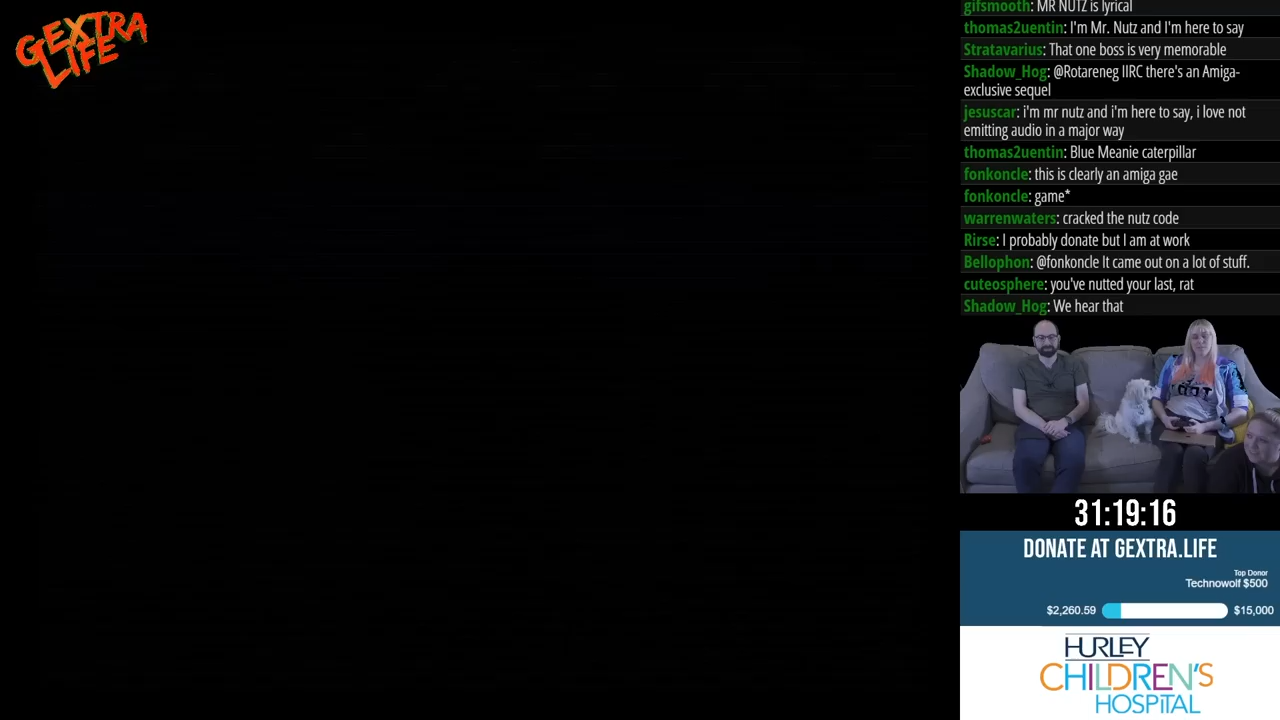 GEXTRA
LIFE
gifsmooth: MR NUTZ is lyrical
thomas2uentin: I'm Mr. Nutz and I'm here to say
Stratavarius: That one boss is very memorable
Shadow_Hog: @Rotareneg IIRC there's an Amiga-
exclusive sequel
jesuscar: i'm mr nutz and i'm here to say, i love not
emitting audio in a major way
thomas2uentin: Blue Meanie caterpillar
fonkoncle: this is clearly an amiga gae
fonkoncle: game*
warrenwaters: cracked the nutz code
Rirse: I probably donate but I am at work
Bellophon: @fonkoncle It came out on a lot of stuff.
cuteosphere: you've nutted your last, rat
Shadow_Hog: We hear that
31:19:16
DONATE AT GEXTRA.LIFE
Top Donor
Technowolf $500
$2,260.59 $15,000
HURLEY
CHILDREN'S
HOSPITAL